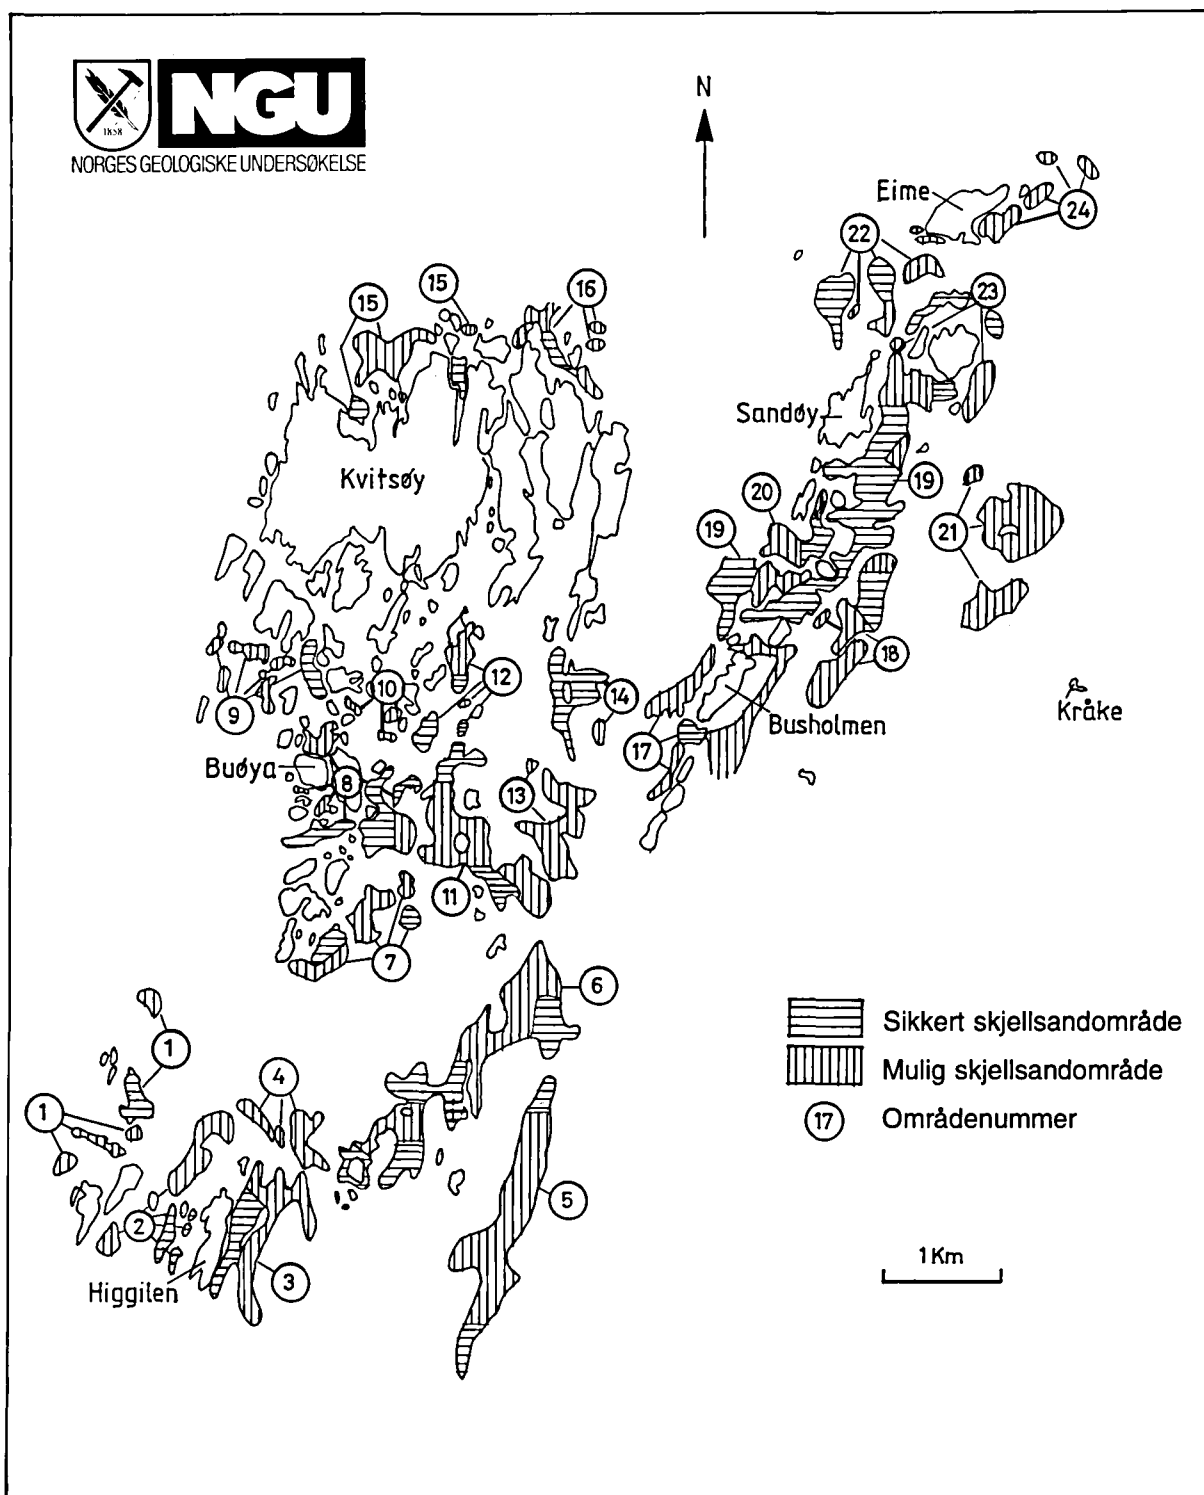 1858
NGU
NORGES GEOLOGISKE UNDERSØKELSE
N
Eime
24
22
15
15
16
23
Sandøy
Kvitsøy
19
20
19
21
18
12
10
9
14
Kråke
Busholmen
17
Buøya
8
13
11
7
6
Sikkert skjellsandområde
1
4
Mulig skjellsandområde
1
17 Områdenummer
5
2
1 Km
3
Higgilen